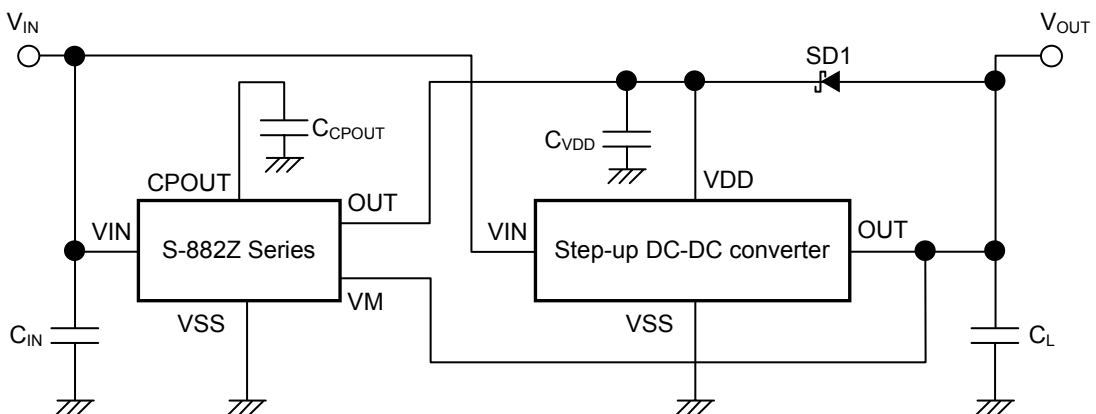 VIN
VOUT
SD1
CCPOUT
CVDD
CPOUT
VDD
OUT
VIN
S-882Z Series
VIN
Step-up DC-DC converter
OUT
VM
VSS
VSS
CIN
CL